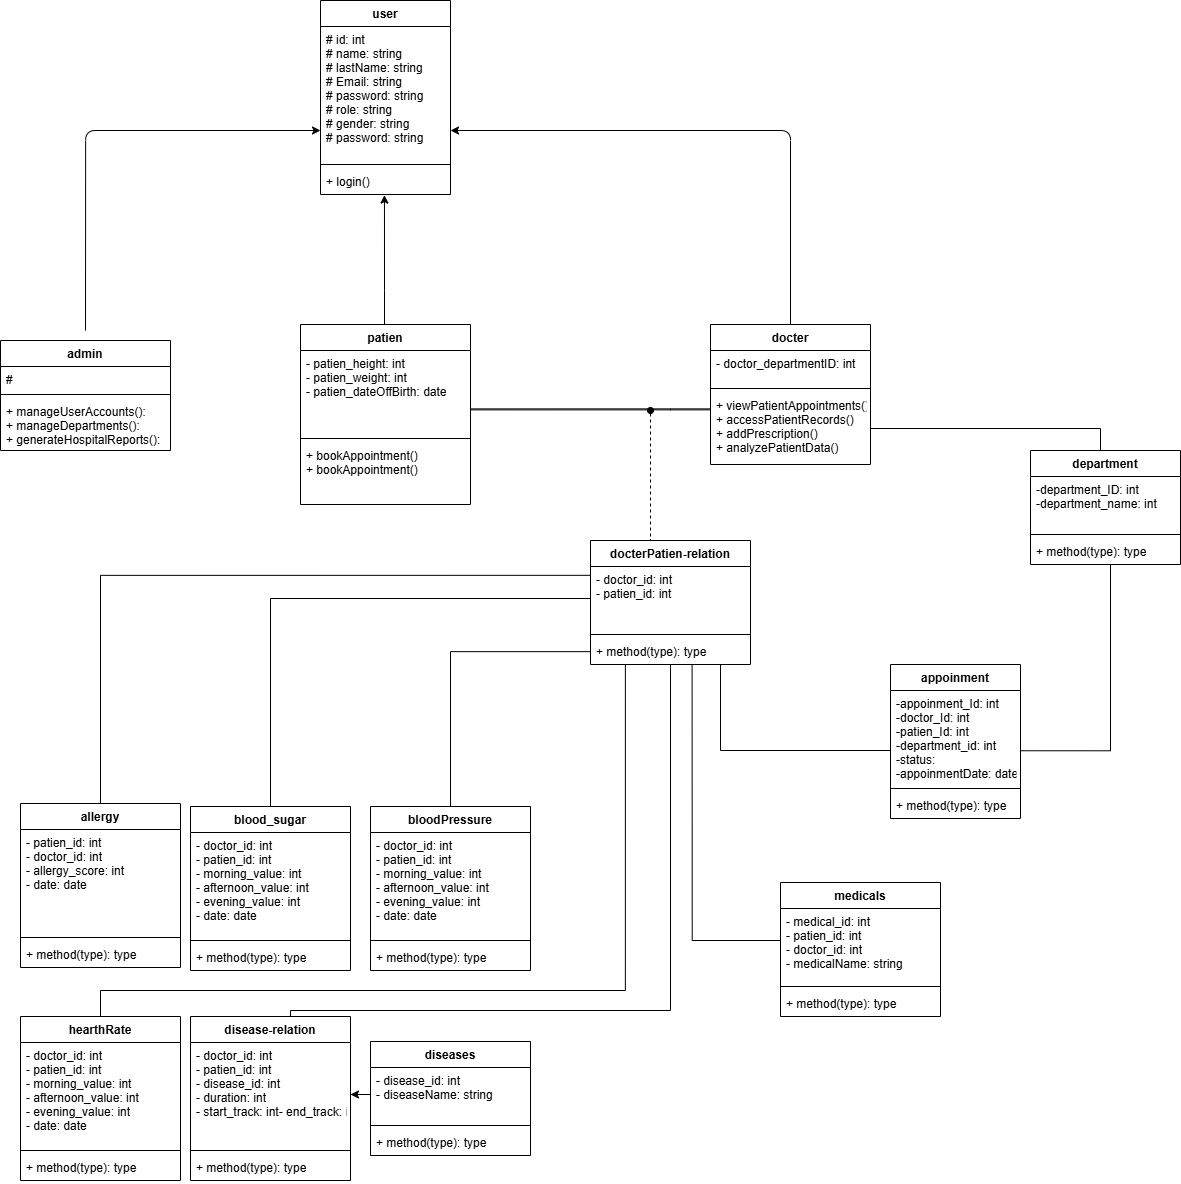 user
# id: int
# name: string
# lastName: string
# Email: string
# password: string
# role: string
# gender: string
# password: string
+ login()
admin
#
+ manageUserAccounts():
+ manageDepartments():
+ generateHospitalReports():
patien
- patien_height: int
- patien_weight: int
- patien_dateOffBirth: date
+ bookAppointment()
+ bookAppointment()
docter
- doctor_departmentID: int
+ viewPatientAppointments()
+ accessPatientRecords()
+ addPrescription()
+ analyzePatientData()
department
-department_ID: int
-department_name: int
+ method(type): type
docterPatien-relation
- doctor_id: int
- patien_id: int
+ method(type): type
appoinment
-appoinment_Id: int
-doctor_Id: int
-patien_Id: int
-department_id: int
-status:
-appoinmentDate: date
+ method(type): type
allergy
- patien_id: int
- doctor_id: int
- allergy_score: int
- date: date
+ method(type): type
blood_sugar
- doctor_id: int
- patien_id: int
- morning_value: int
- afternoon_value: int
- evening_value: int
- date: date
+ method(type): type
bloodPressure
- doctor_id: int
- patien_id: int
- morning_value: int
- afternoon_value: int
- evening_value: int
- date: date
+ method(type): type
medicals
- medical_id: int
- patien_id: int
- doctor_id: int
- medicalName: string
+ method(type): type
hearthRate
- doctor_id: int
- patien_id: int
- morning_value: int
- afternoon_value: int
- evening_value: int
- date: date
+ method(type): type
disease-relation
- doctor_id: int
- patien_id: int
- disease_id: int
- duration: int
- start_track: int- end_track:
+ method(type): type
diseases
- disease_id: int
- diseaseName: string
+ method(type): type